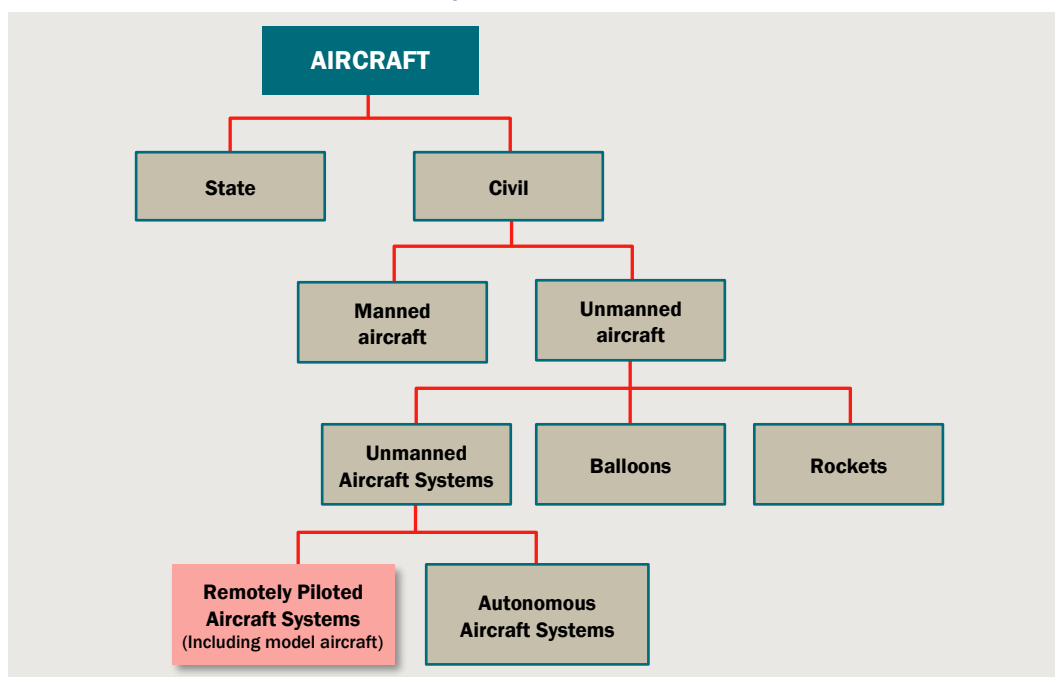 AIRCRAFT
State
Civil
Manned
aircraft
Unmanned
aircraft
Unmanned
Aircraft Systems
Balloons
Rockets
Remotely Piloted
Aircraft Systems
(Including model aircraft)
Autonomous
Aircraft Systems